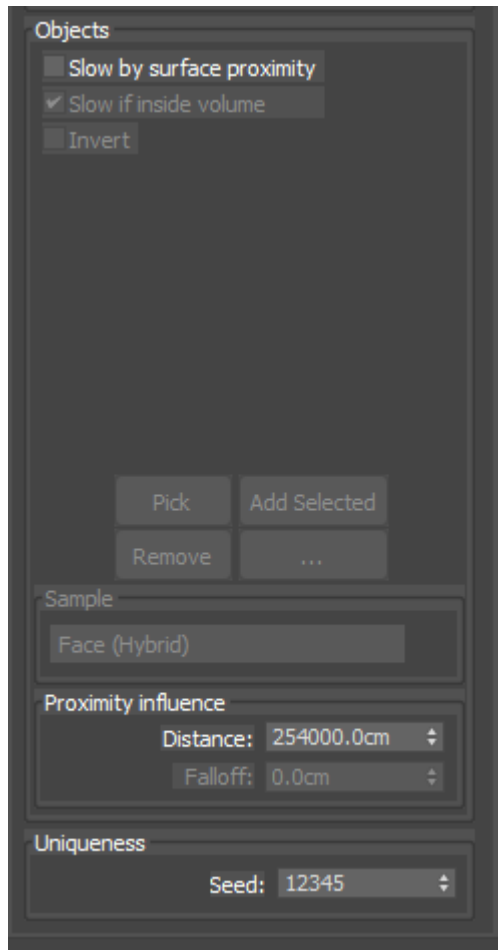 Objects
Slow by surface proximity
Slow if inside volume
Invert
Pick Add Selected
Remove ...
Sample
Face (Hybrid)
Proximity influence
Distance: 254000.0cm
Falloff: 0.0cm
Uniqueness
Seed: 12345